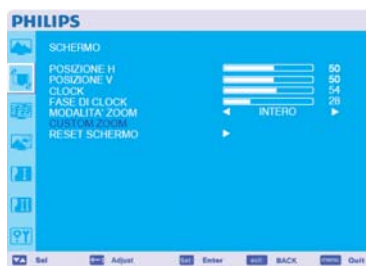 PHILIPS
SCHERMO
POSIZIONE H 50
POSIZIONE V 50
CLOCK 54
FASE DI CLOCK 28
MODALITA' ZOOM INTERO
CUSTOM ZOOM
RESET SCHERMO
Sel Adjust Set Enter exit BACK menu Quit